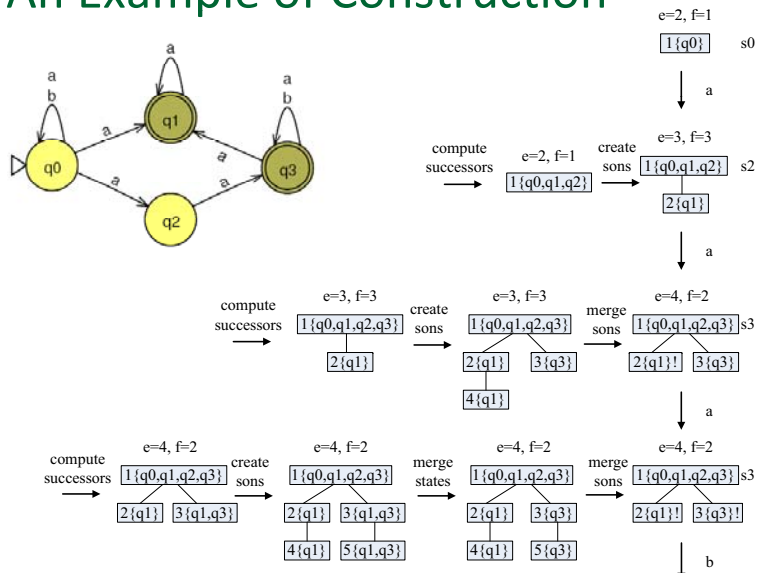 An Example of Construction
a
b
a
a
b
q0
q1
q2
q3
a
a
a
a
e=2, f=1
1{q0} s0
a
compute
successors
e=2, f=1
1{q0,q1,q2}
create
sons
e=3, f=3
1{q0,q1,q2} s2
2{q1}
a
compute
successors
e=3, f=3
1{q0,q1,q2,q3}
2{q1}
create
sons
e=3, f=3
1{q0,q1,q2,q3}
2{q1} 3{q3}
4{q1}
merge
sons
e=4, f=2
1{q0,q1,q2,q3} s3
2{q1}! 3{q3}
a
compute
successors
e=4, f=2
1{q0,q1,q2,q3}
2{q1} 3{q1,q3}
create
sons
e=4, f=2
1{q0,q1,q2,q3}
2{q1} 3{q1,q3}
4{q1} 5{q1,q3}
merge
states
e=4, f=2
1{q0,q1,q2,q3}
2{q1} 3{q3}
4{q1} 5{q3}
merge
sons
e=4, f=2
1{q0,q1,q2,q3} s3
2{q1}! 3{q3}!
b